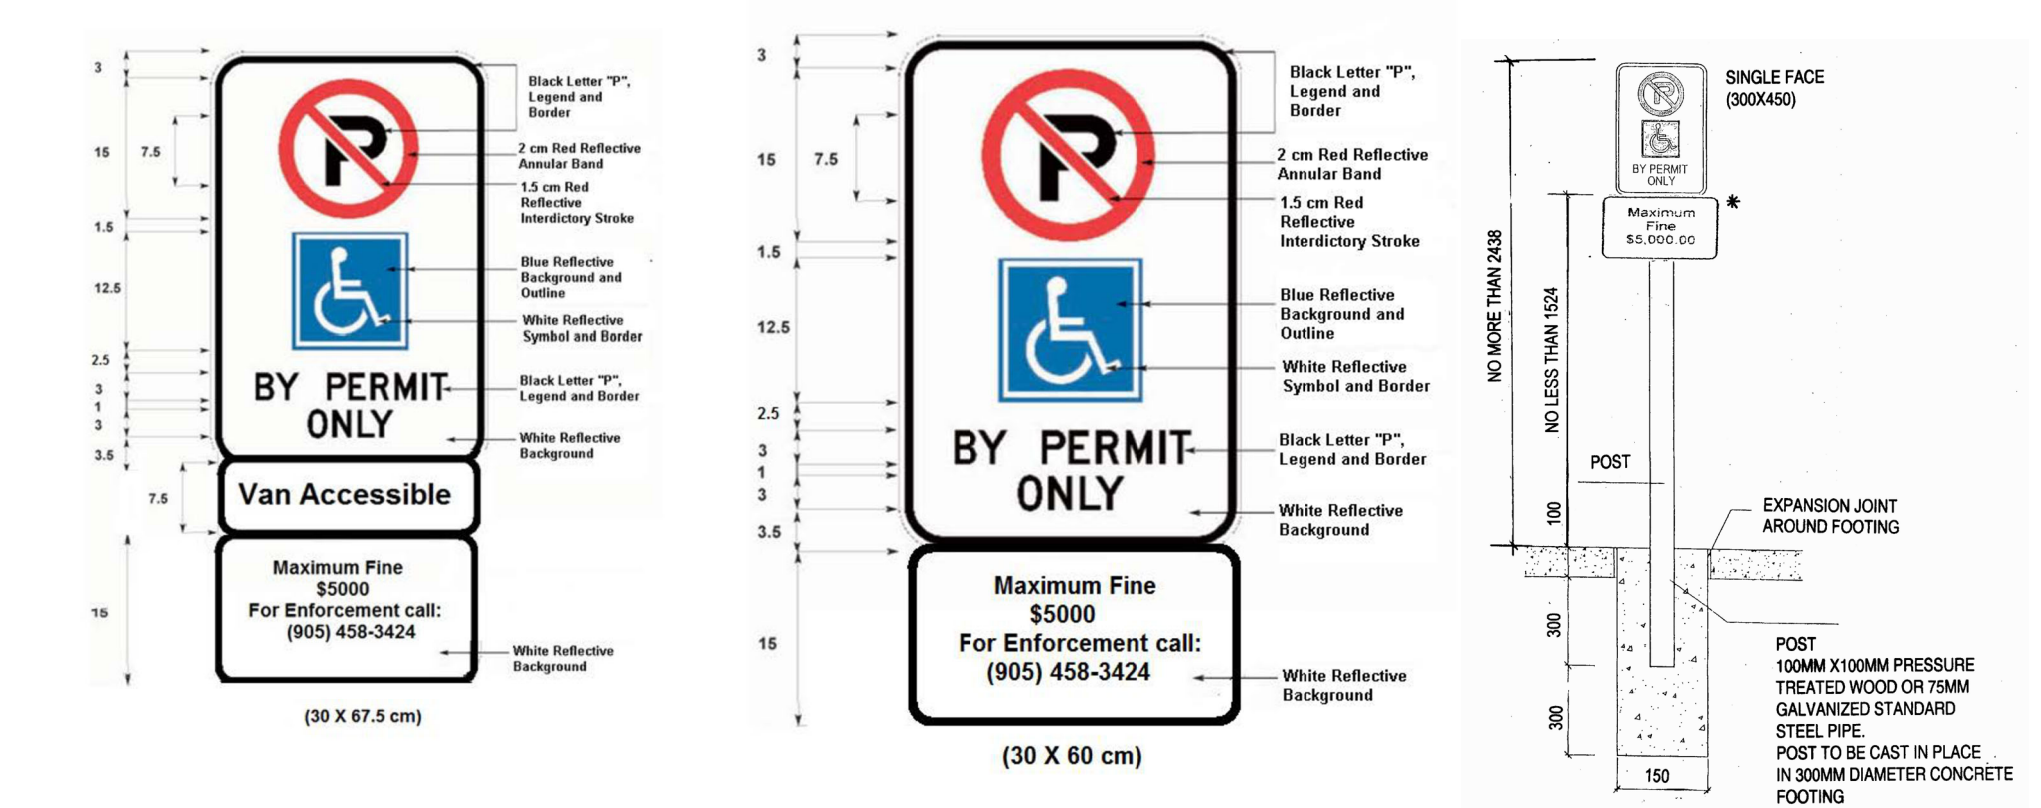 3
15
7.5
1.5
12.5
2.5
3
1
3
3.5
7.5
15
P
BY PERMIT
ONLY
Van Accessible
Maximum Fine
$5000
For Enforcement call:
(905) 458-3424
(30 X 67.5 cm)
Black Letter "P",
Legend and
Border
2 cm Red Reflective
Annular Band
1.5 cm Red
Reflective
Interdictory Stroke
Blue Reflective
Background and
Outline
White Reflective
Symbol and Border
Black Letter "P",
Legend and Border
White Reflective
Background
White Reflective
Background
3
15
7.5
1.5
12.5
2.5
3
1
3
3.5
15
P
BY PERMIT
ONLY
Maximum Fine
$5000
For Enforcement call:
(905) 458-3424
(30 X 60 cm)
Black Letter "P",
Legend and
Border
2 cm Red Reflective
Annular Band
1.5 cm Red
Reflective
Interdictory Stroke
Blue Reflective
Background and
Outline
White Reflective
Symbol and Border
Black Letter "P",
Legend and Border
White Reflective
Background
White Reflective
Background
NO MORE THAN 2438
NO LESS THAN 1524
100
300
300
150
P
BY PERMIT
ONLY
Maximum
Fine
$5,000.00
*
SINGLE FACE
(300X450)
POST
EXPANSION JOINT
AROUND FOOTING
POST
100MM X100MM PRESSURE
TREATED WOOD OR 75MM
GALVANIZED STANDARD
STEEL PIPE.
POST TO BE CAST IN PLACE
IN 300MM DIAMETER CONCRETE
FOOTING